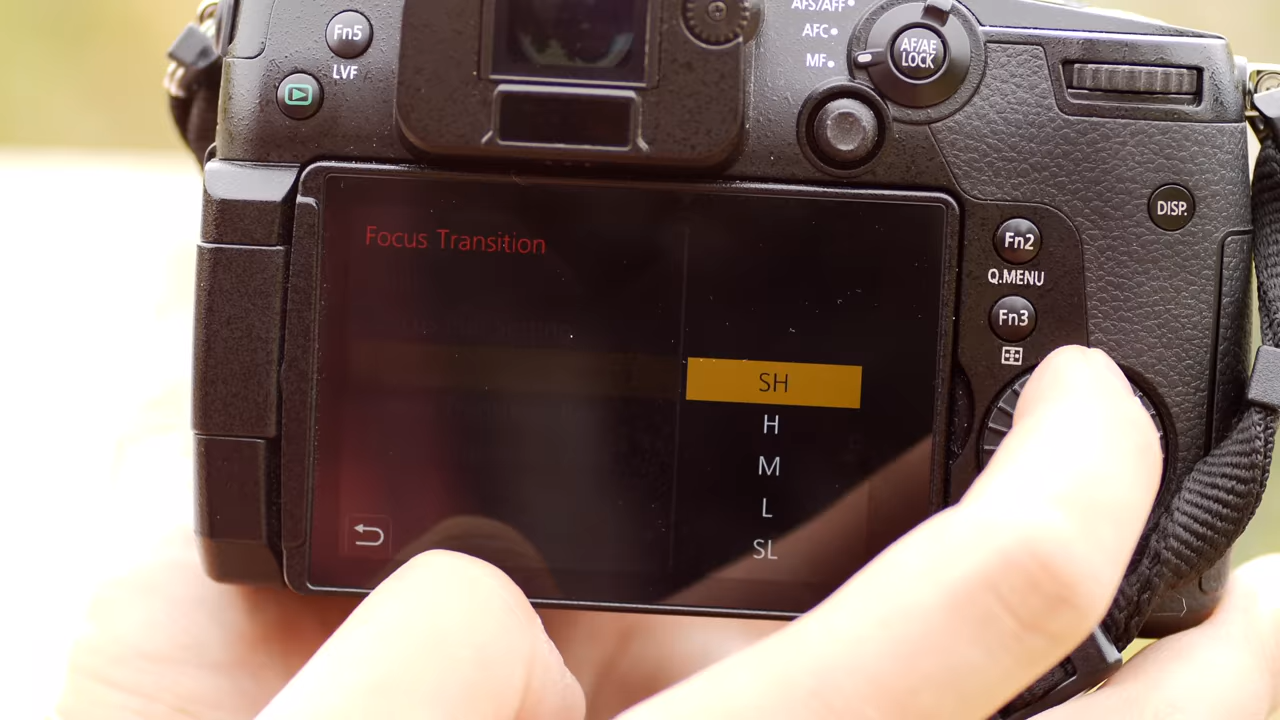 Fn5
LVF
AFS/AFF
AFC
MF
AF/AE
LOCK
DISP.
Fn2
Q.MENU
Fn3
Focus Transition
SH
H
M
L
SL